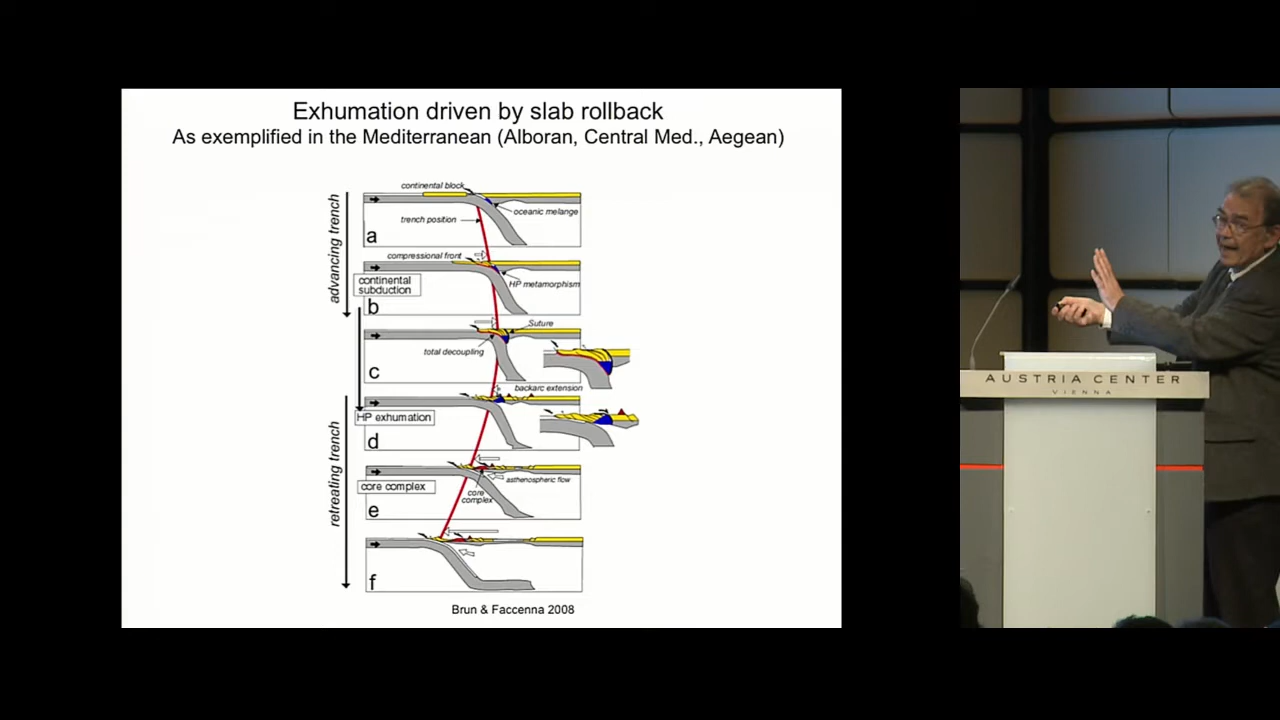 Exhumation driven by slab rollback
As exemplified in the Mediterranean (Alboran, Central Med., Aegean)
advancing trench
retreating trench
continental block
oceanic melange
trench position
a
compressional front
HP metamorphism
continental
subduction
b
Suture
total decoupling
c
backarc extension
HP exhumation
d
asthenospheric flow
core complex
core
complex
e
f
Brun & Faccenna 2008
AUSTRIA CENTER
VIENNA